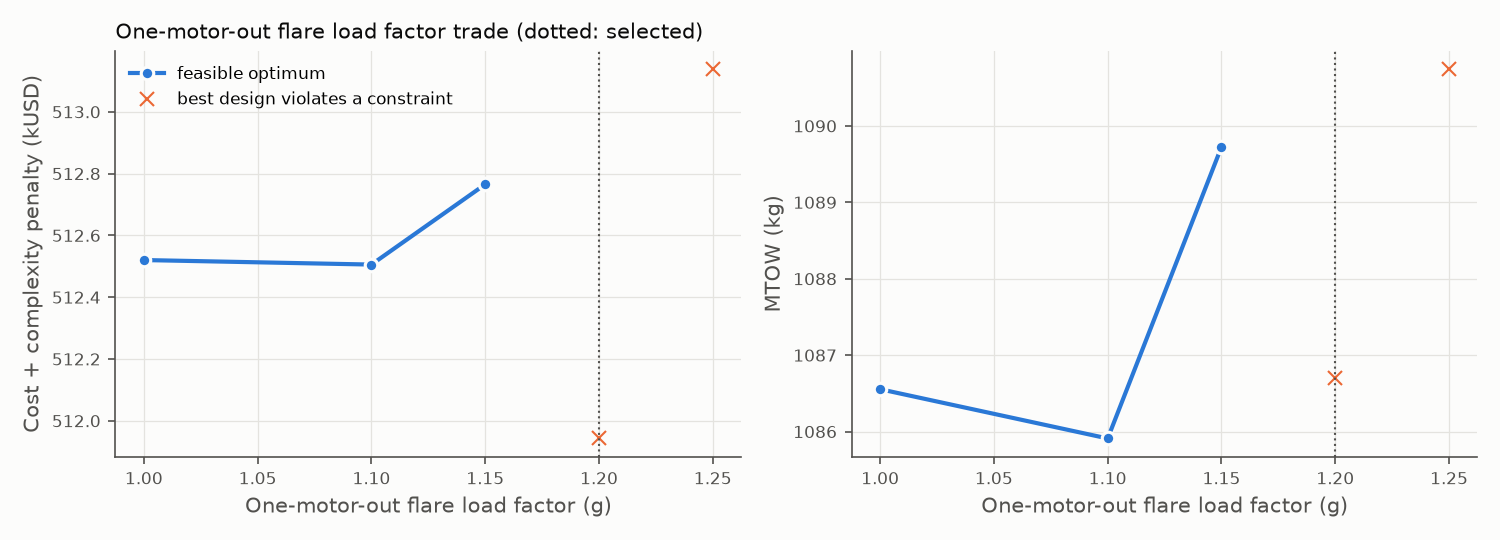 One-motor-out flare load factor trade (dotted: selected)
feasible optimum
best design violates a constraint
Cost + complexity penalty (kUSD)
513.0
512.8
512.6
512.4
512.2
512.0
1.00 1.05 1.10 1.15 1.20 1.25
One-motor-out flare load factor (g)
MTOW (kg)
1090
1089
1088
1087
1086
1.00 1.05 1.10 1.15 1.20 1.25
One-motor-out flare load factor (g)